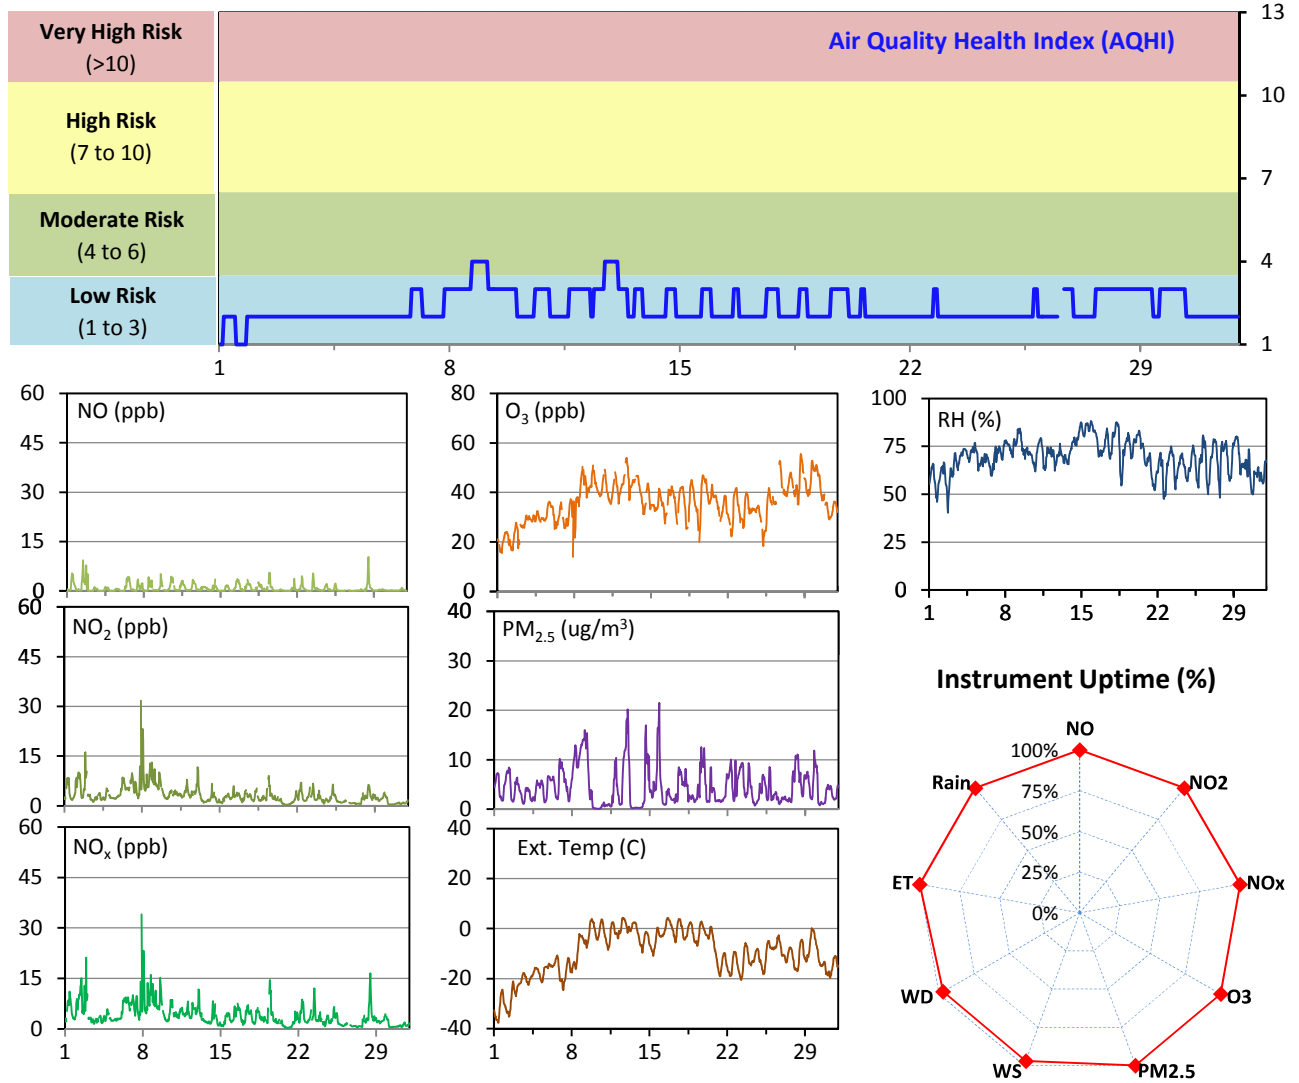 Very High Risk
(>10)
High Risk
(7 to 10)
Moderate Risk
(4 to 6)
Low Risk
(1 to 3)
Air Quality Health Index (AQHI)
13
10
7
4
1
1 8 15 22 29
NO (ppb)
60
45
30
15
0
O3 (ppb)
80
60
40
20
0
RH (%)
100
75
50
25
0
1 8 15 22 29
NO2 (ppb)
60
45
30
15
0
PM2.5 (ug/m³)
40
30
20
10
0
NOx (ppb)
60
45
30
15
0
1 8 15 22 29
Ext. Temp (C)
40
20
0
-20
-40
1 8 15 22 29
Instrument Uptime (%)
NO
NO2
NOx
O3
PM2.5
WS
WD
ET
Rain
100%
75%
50%
25%
0%